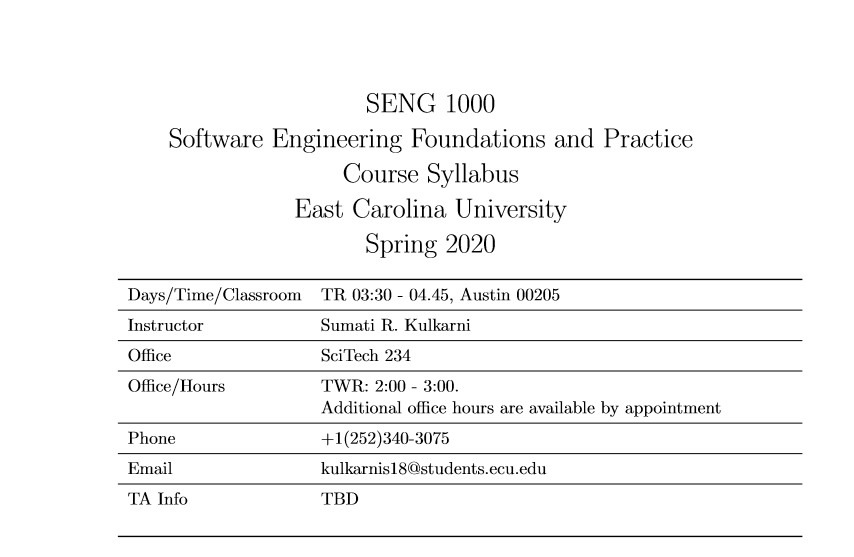 SENG 1000
Software Engineering Foundations and Practice
Course Syllabus
East Carolina University
Spring 2020
Days/Time/Classroom TR 03:30 - 04.45, Austin 00205
Instructor Sumati R. Kulkarni
Office SciTech 234
Office/Hours TWR: 2:00 - 3:00.
Additional office hours are available by appointment
Phone +1(252)340-3075
Email kulkarnis18@students.ecu.edu
TA Info TBD